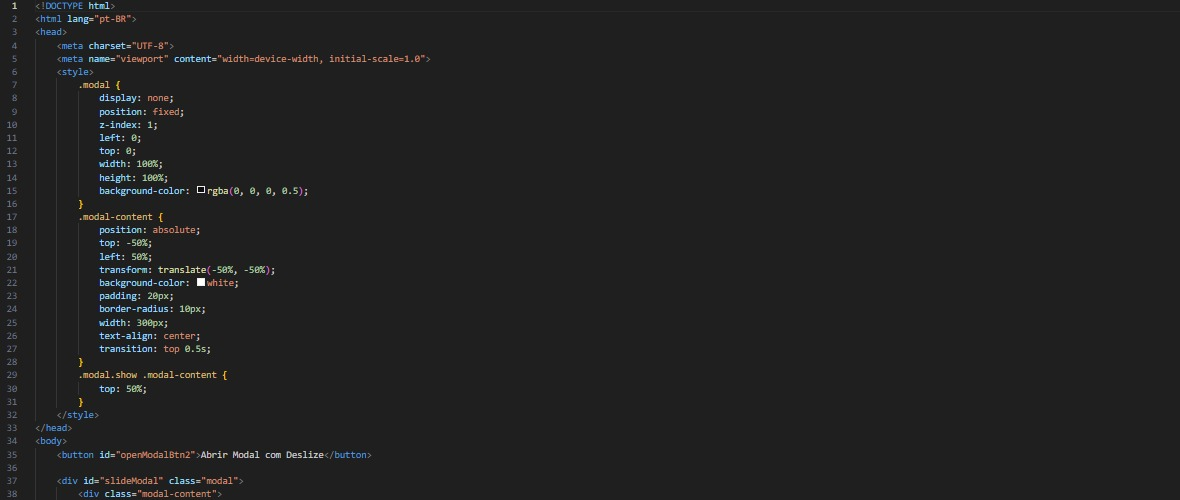 1 <!DOCTYPE html>
2 <html lang="pt-BR">
3 <head>
4     <meta charset="UTF-8">
5     <meta name="viewport" content="width=device-width, initial-scale=1.0">
6     <style>
7         .modal {
8             display: none;
9             position: fixed;
10             z-index: 1;
11             left: 0;
12             top: 0;
13             width: 100%;
14             height: 100%;
15             background-color: rgba(0, 0, 0, 0.5);
16         }
17         .modal-content {
18             position: absolute;
19             top: -50%;
20             left: 50%;
21             transform: translate(-50%, -50%);
22             background-color: white;
23             padding: 20px;
24             border-radius: 10px;
25             width: 300px;
26             text-align: center;
27             transition: top 0.5s;
28         }
29         .modal.show .modal-content {
30             top: 50%;
31         }
32     </style>
33 </head>
34 <body>
35     <button id="openModalBtn2">Abrir Modal com Deslize</button>
36
37     <div id="slideModal" class="modal">
38         <div class="modal-content">